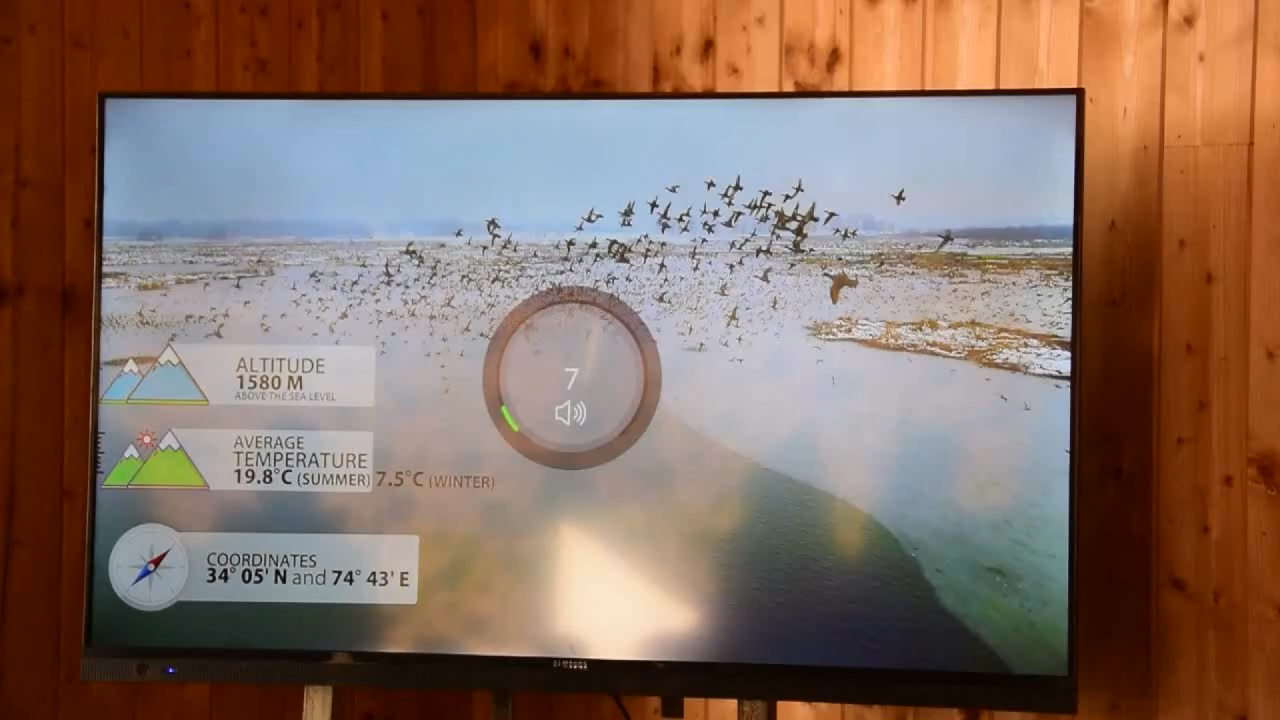 ALTITUDE
1580 M
ABOVE THE SEA LEVEL
7
AVERAGE
TEMPERATURE
19.8°C (SUMMER) 7.5°C (WINTER)
COORDINATES
34° 05' N and 74° 43' E
SAMSUNG